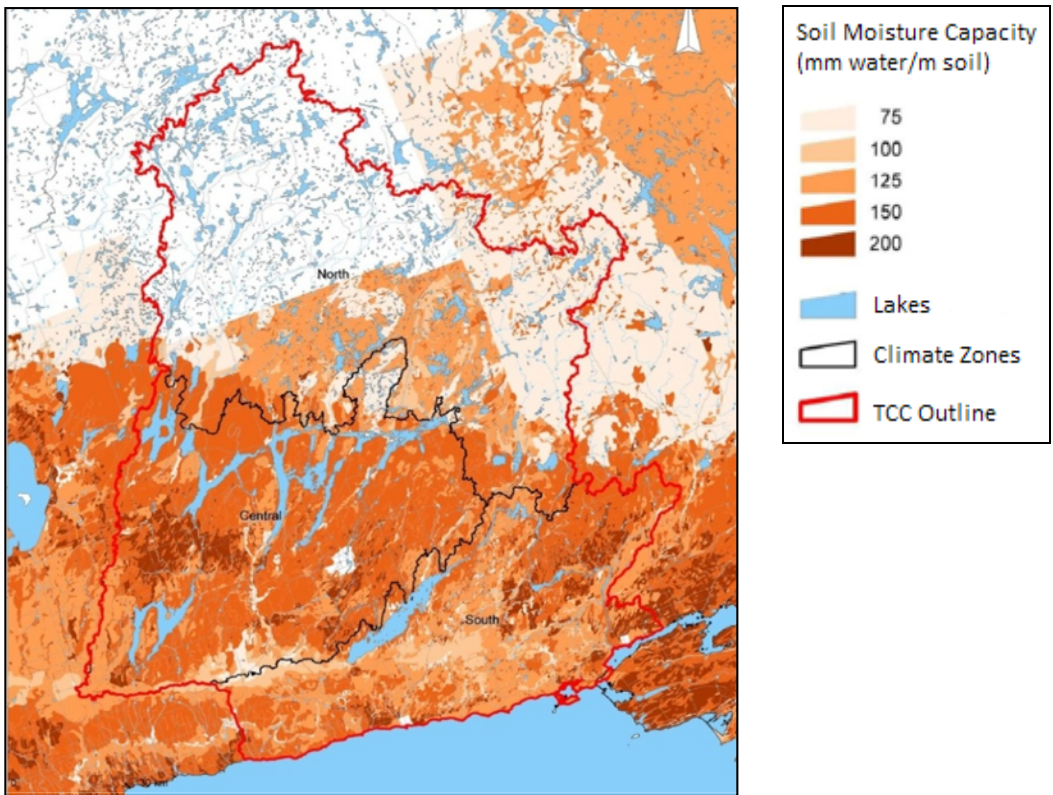 North
Central
South
Soil Moisture Capacity
(mm water/m soil)
75
100
125
150
200
Lakes
Climate Zones
TCC Outline